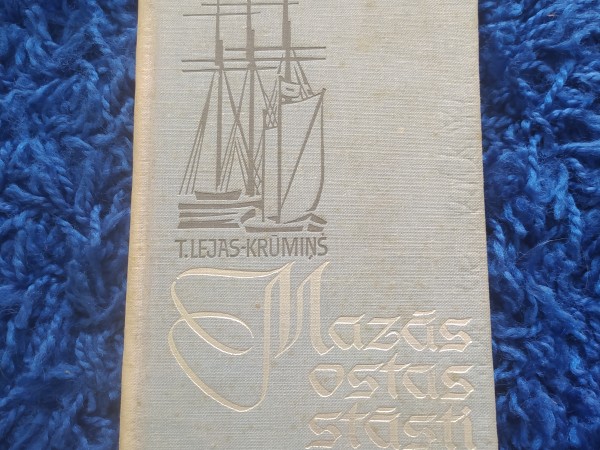 T. LEJAS-KRŪMIŅŠ
Mazās
ostas
stāsti